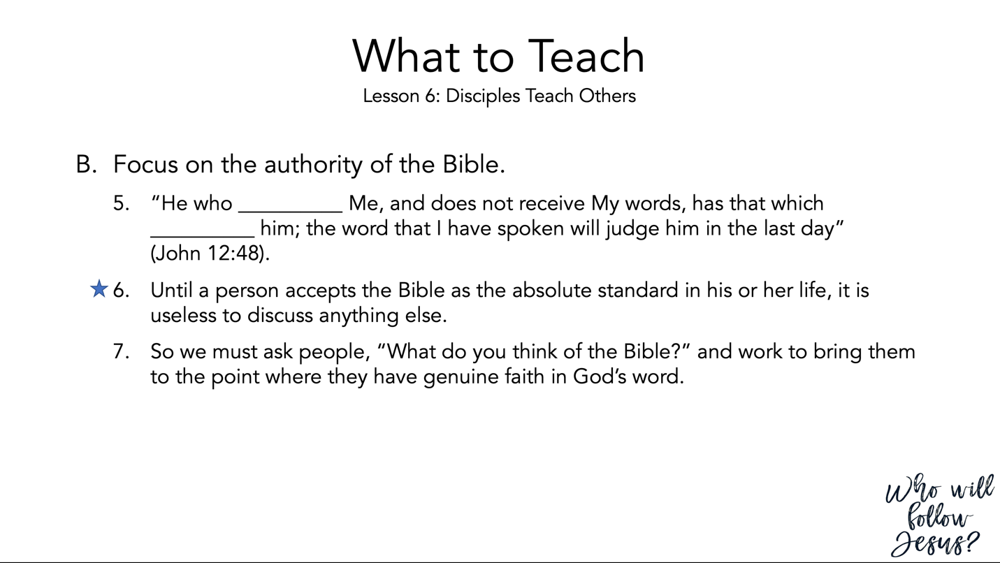 What to Teach
Lesson 6: Disciples Teach Others
B. Focus on the authority of the Bible.
5. “He who __________ Me, and does not receive My words, has that which
__________ him; the word that I have spoken will judge him in the last day”
(John 12:48).
6. Until a person accepts the Bible as the absolute standard in his or her life, it is
useless to discuss anything else.
7. So we must ask people, “What do you think of the Bible?” and work to bring them
to the point where they have genuine faith in God’s word.
Who will
follow
Jesus?